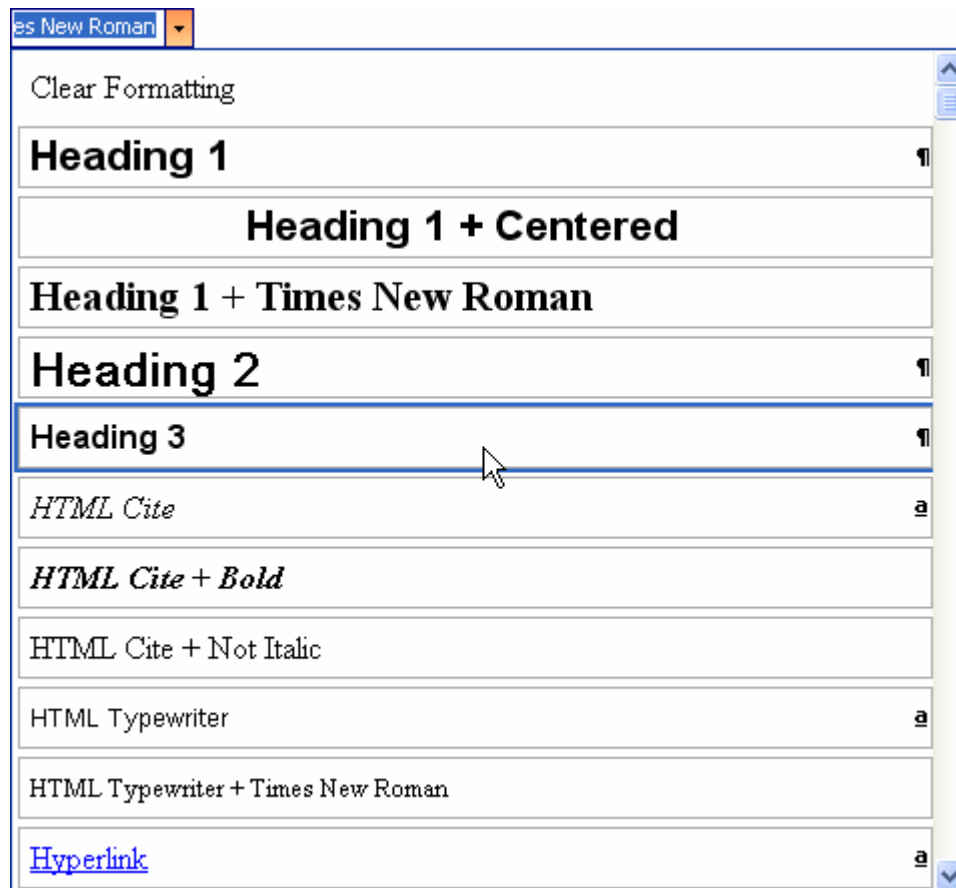 es New Roman
Clear Formatting
Heading 1 ¶
Heading 1 + Centered
Heading 1 + Times New Roman
Heading 2 ¶
Heading 3 ¶
HTML Cite a
HTML Cite + Bold
HTML Cite + Not Italic
HTML Typewriter a
HTML Typewriter + Times New Roman
Hyperlink a